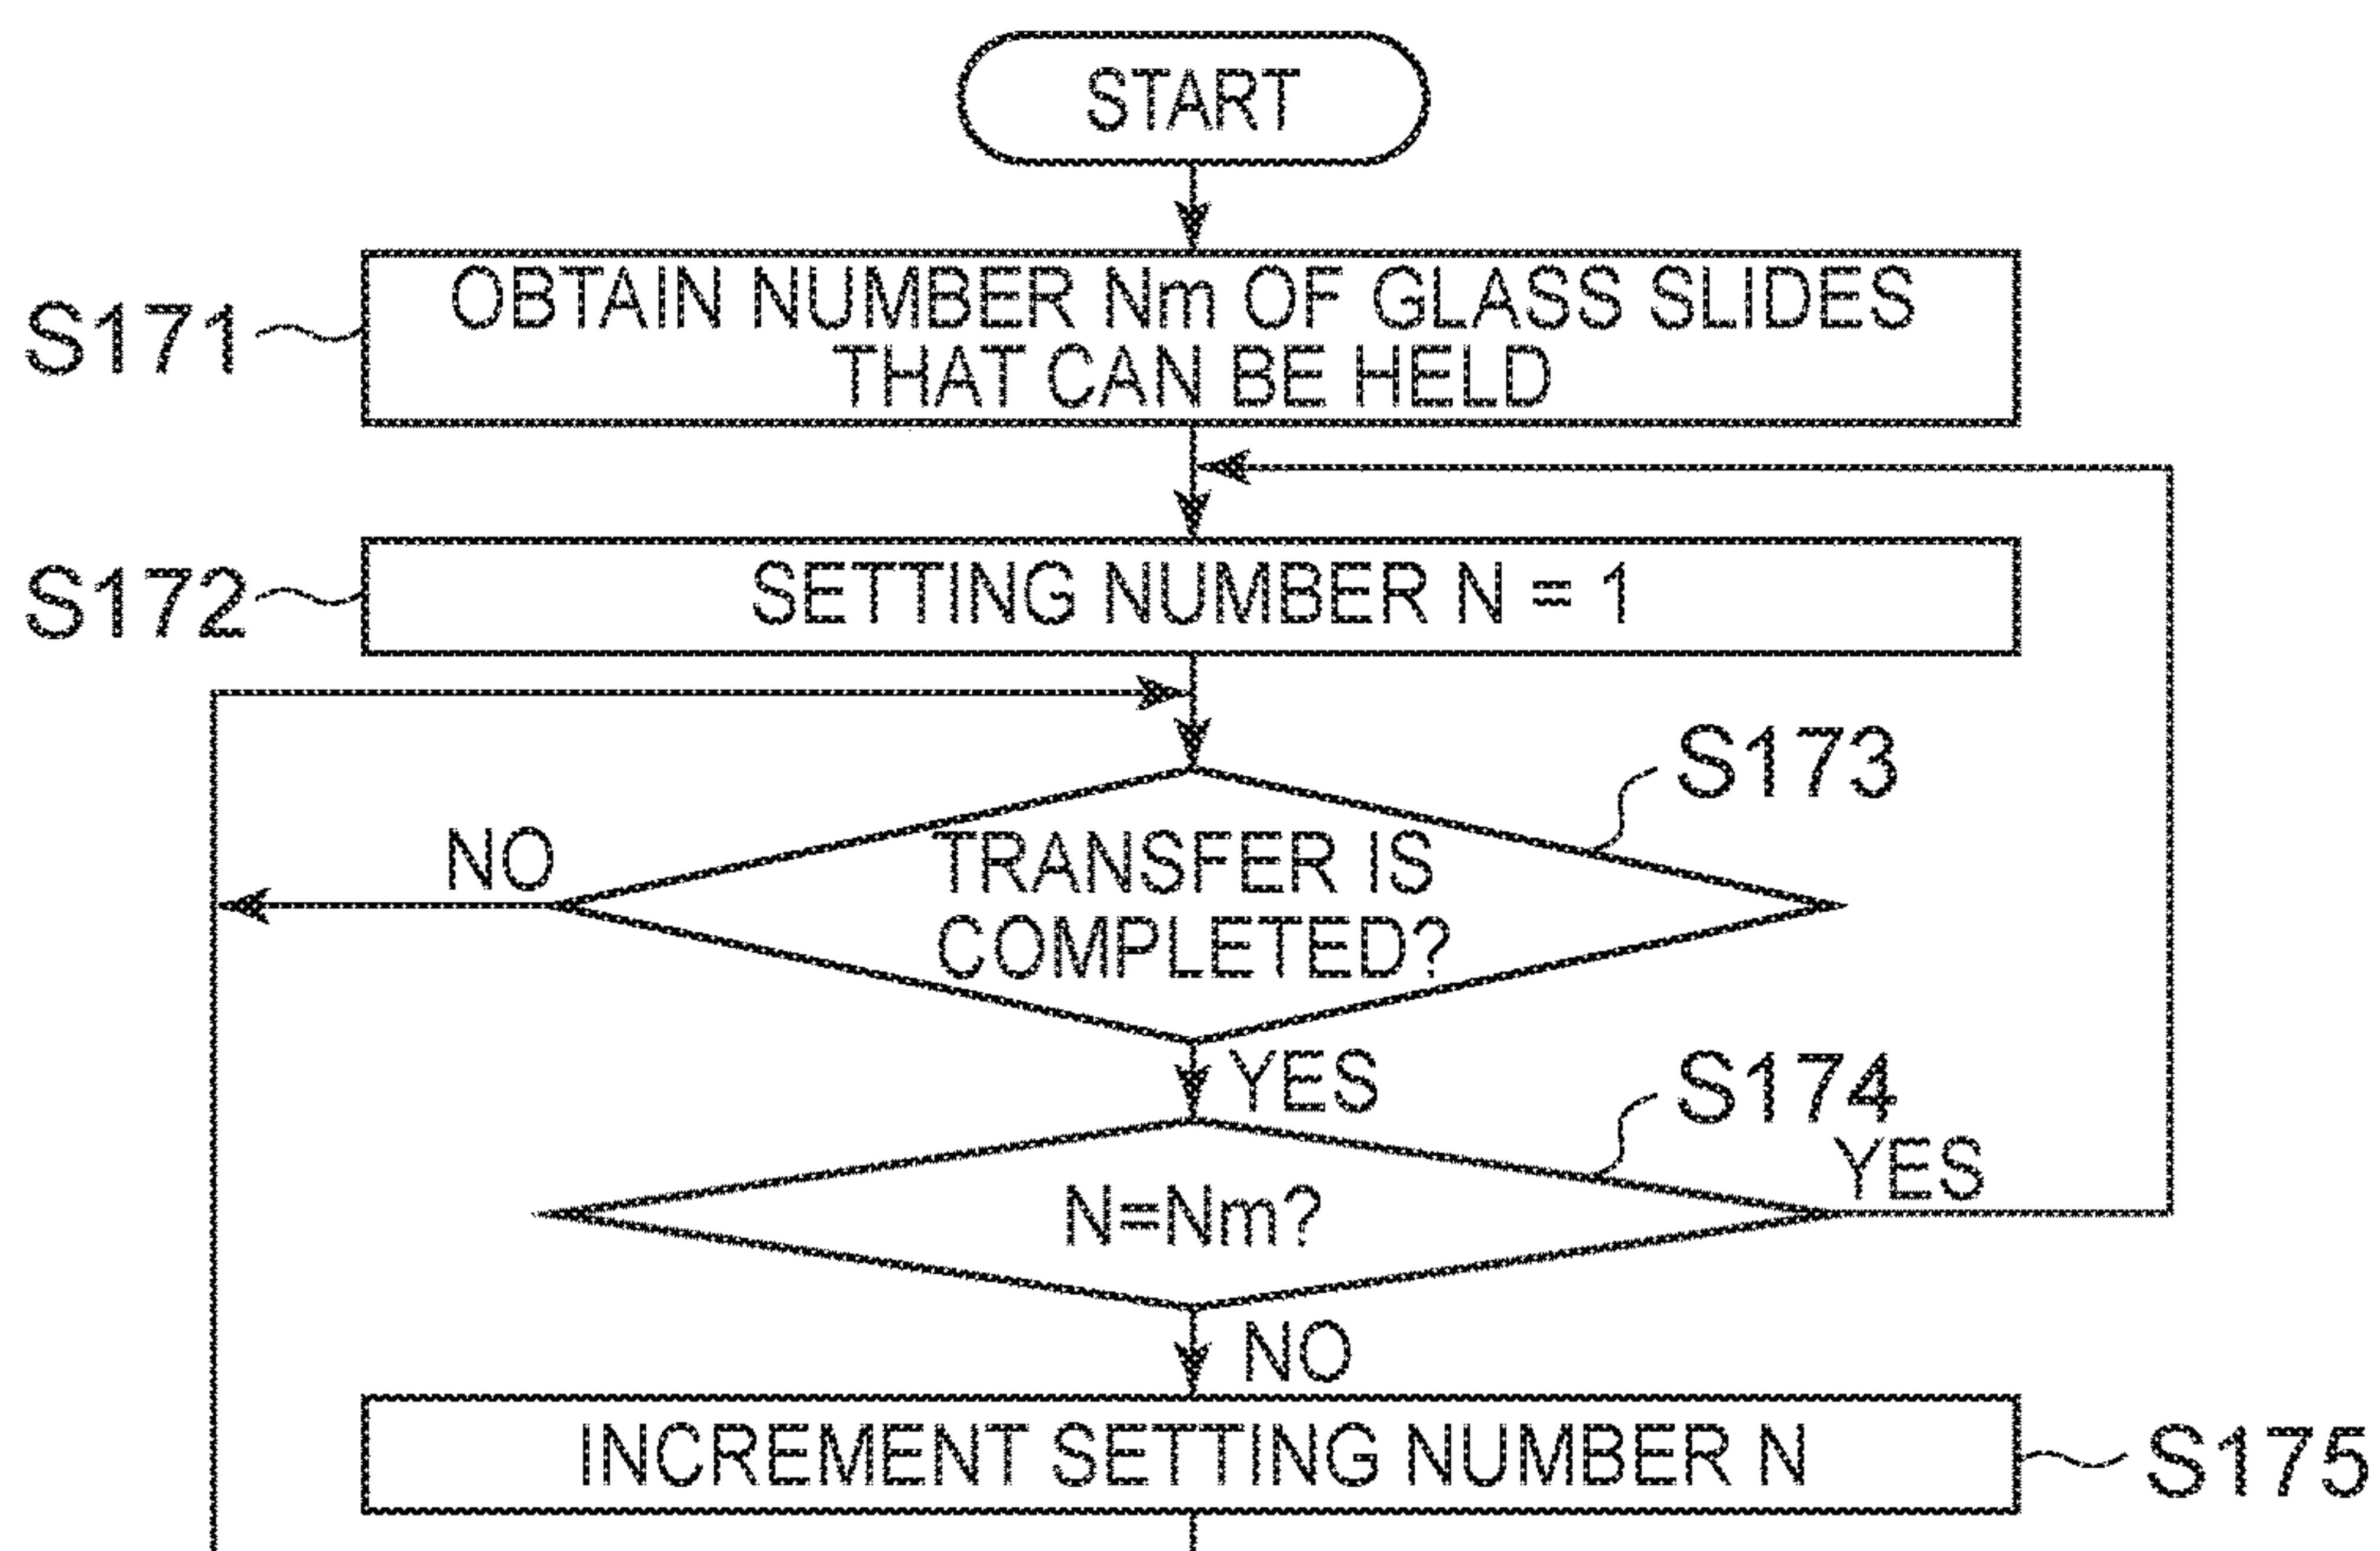 START
S171
OBTAIN NUMBER Nm OF GLASS SLIDES
THAT CAN BE HELD
S172
SETTING NUMBER N = 1
S173
NO
TRANSFER IS
COMPLETED?
YES
S174
YES
N=Nm?
NO
INCREMENT SETTING NUMBER N
S175